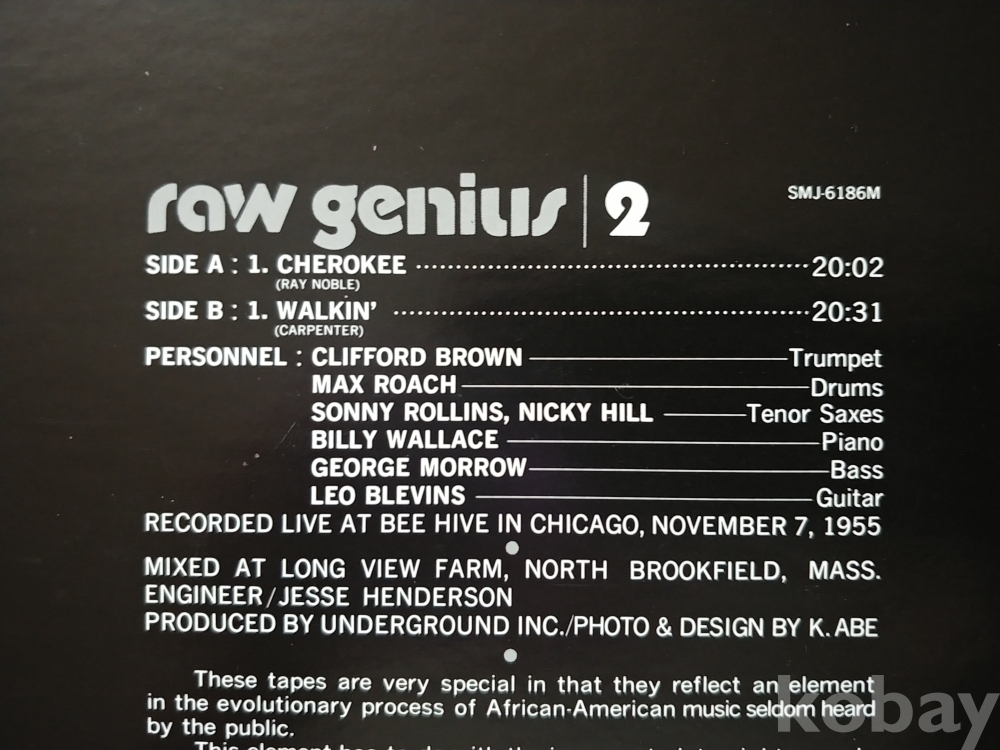 raw genius | 2
SMJ-6186M
SIDE A : 1. CHEROKEE ........ 20:02
(RAY NOBLE)
SIDE B : 1. WALKIN' ........ 20:31
(CARPENTER)
PERSONNEL : CLIFFORD BROWN ——— Trumpet
MAX ROACH ——— Drums
SONNY ROLLINS, NICKY HILL ——— Tenor Saxes
BILLY WALLACE ——— Piano
GEORGE MORROW ——— Bass
LEO BLEVINS ——— Guitar
RECORDED LIVE AT BEE HIVE IN CHICAGO, NOVEMBER 7, 1955
MIXED AT LONG VIEW FARM, NORTH BROOKFIELD, MASS.
ENGINEER/JESSE HENDERSON
PRODUCED BY UNDERGROUND INC./PHOTO & DESIGN BY K. ABE
These tapes are very special in that they reflect an element
in the evolutionary process of African-American music seldom heard
by the public.
kobay